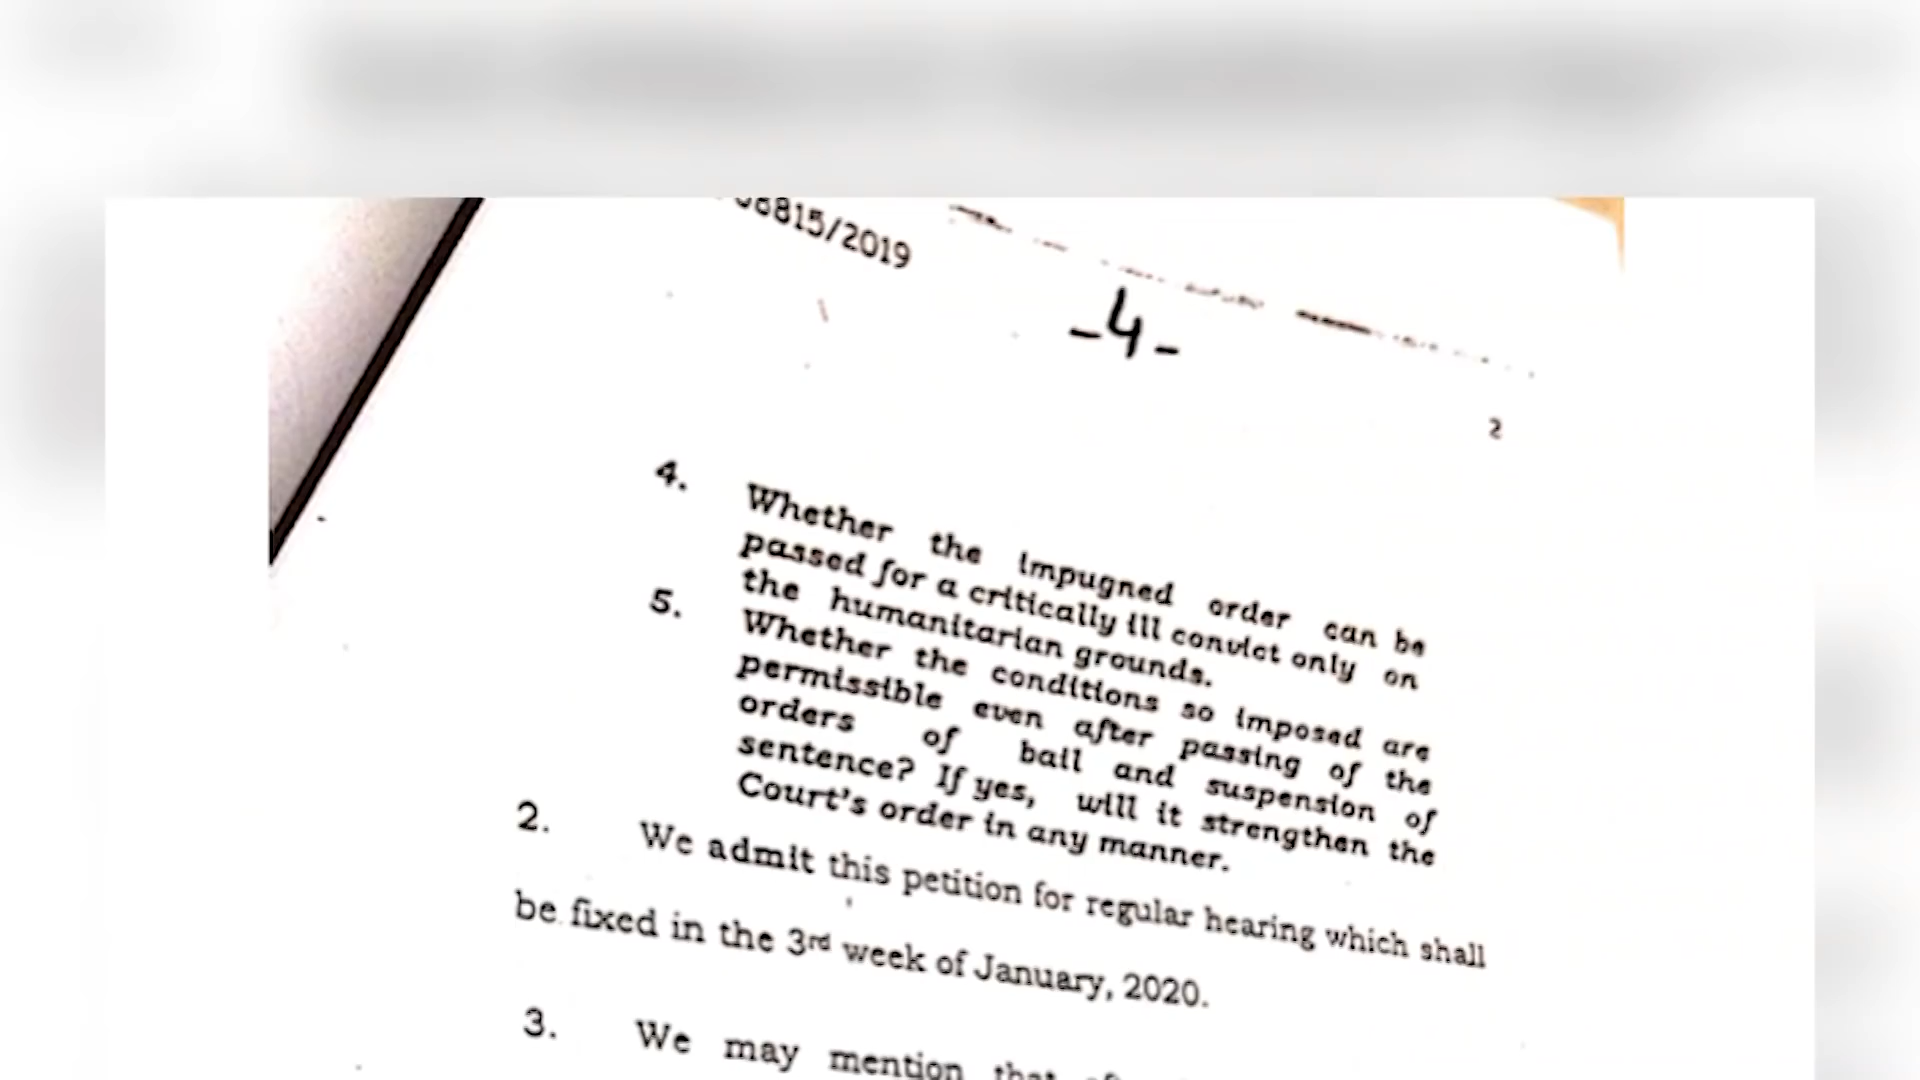 8815/2019
-4-
2
4. Whether the impugned order can be
passed for a critically ill convict only on
the humanitarian grounds.
5. Whether the conditions so imposed are
permissible even after passing of the
orders of bail and suspension of
sentence? If yes, will it strengthen the
Court's order in any manner.
2. We admit this petition for regular hearing which shall
be fixed in the 3rd week of January, 2020.
3. We may mention that